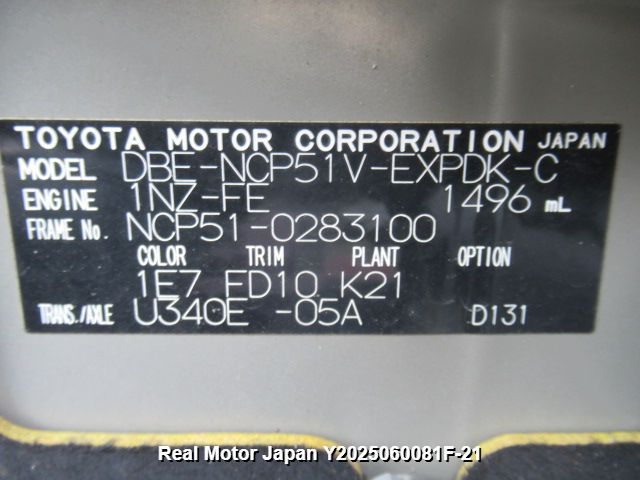 TOYOTA MOTOR CORPORATION JAPAN
MODEL DBE-NCP51V-EXPDK-C
ENGINE 1NZ-FE 1496 mL
FRAME No. NCP51-0283100
COLOR TRIM PLANT OPTION
1E7 FD10 K21
TRANS./AXLE U340E -05A D131
Real Motor Japan Y2025060081F-21